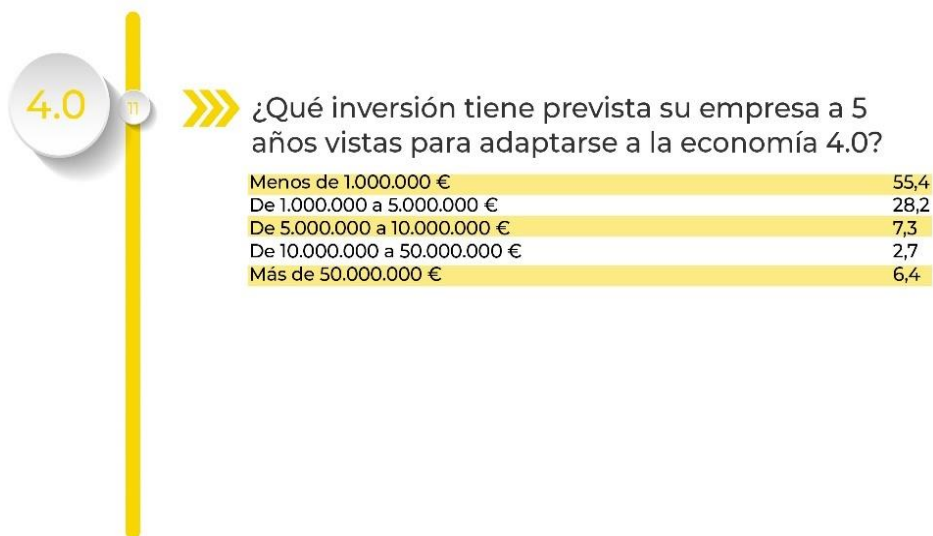 4.0
11
¿Qué inversión tiene prevista su empresa a 5
años vistas para adaptarse a la economía 4.0?
Menos de 1.000.000 € 55,4
De 1.000.000 a 5.000.000 € 28,2
De 5.000.000 a 10.000.000 € 7,3
De 10.000.000 a 50.000.000 € 2,7
Más de 50.000.000 € 6,4